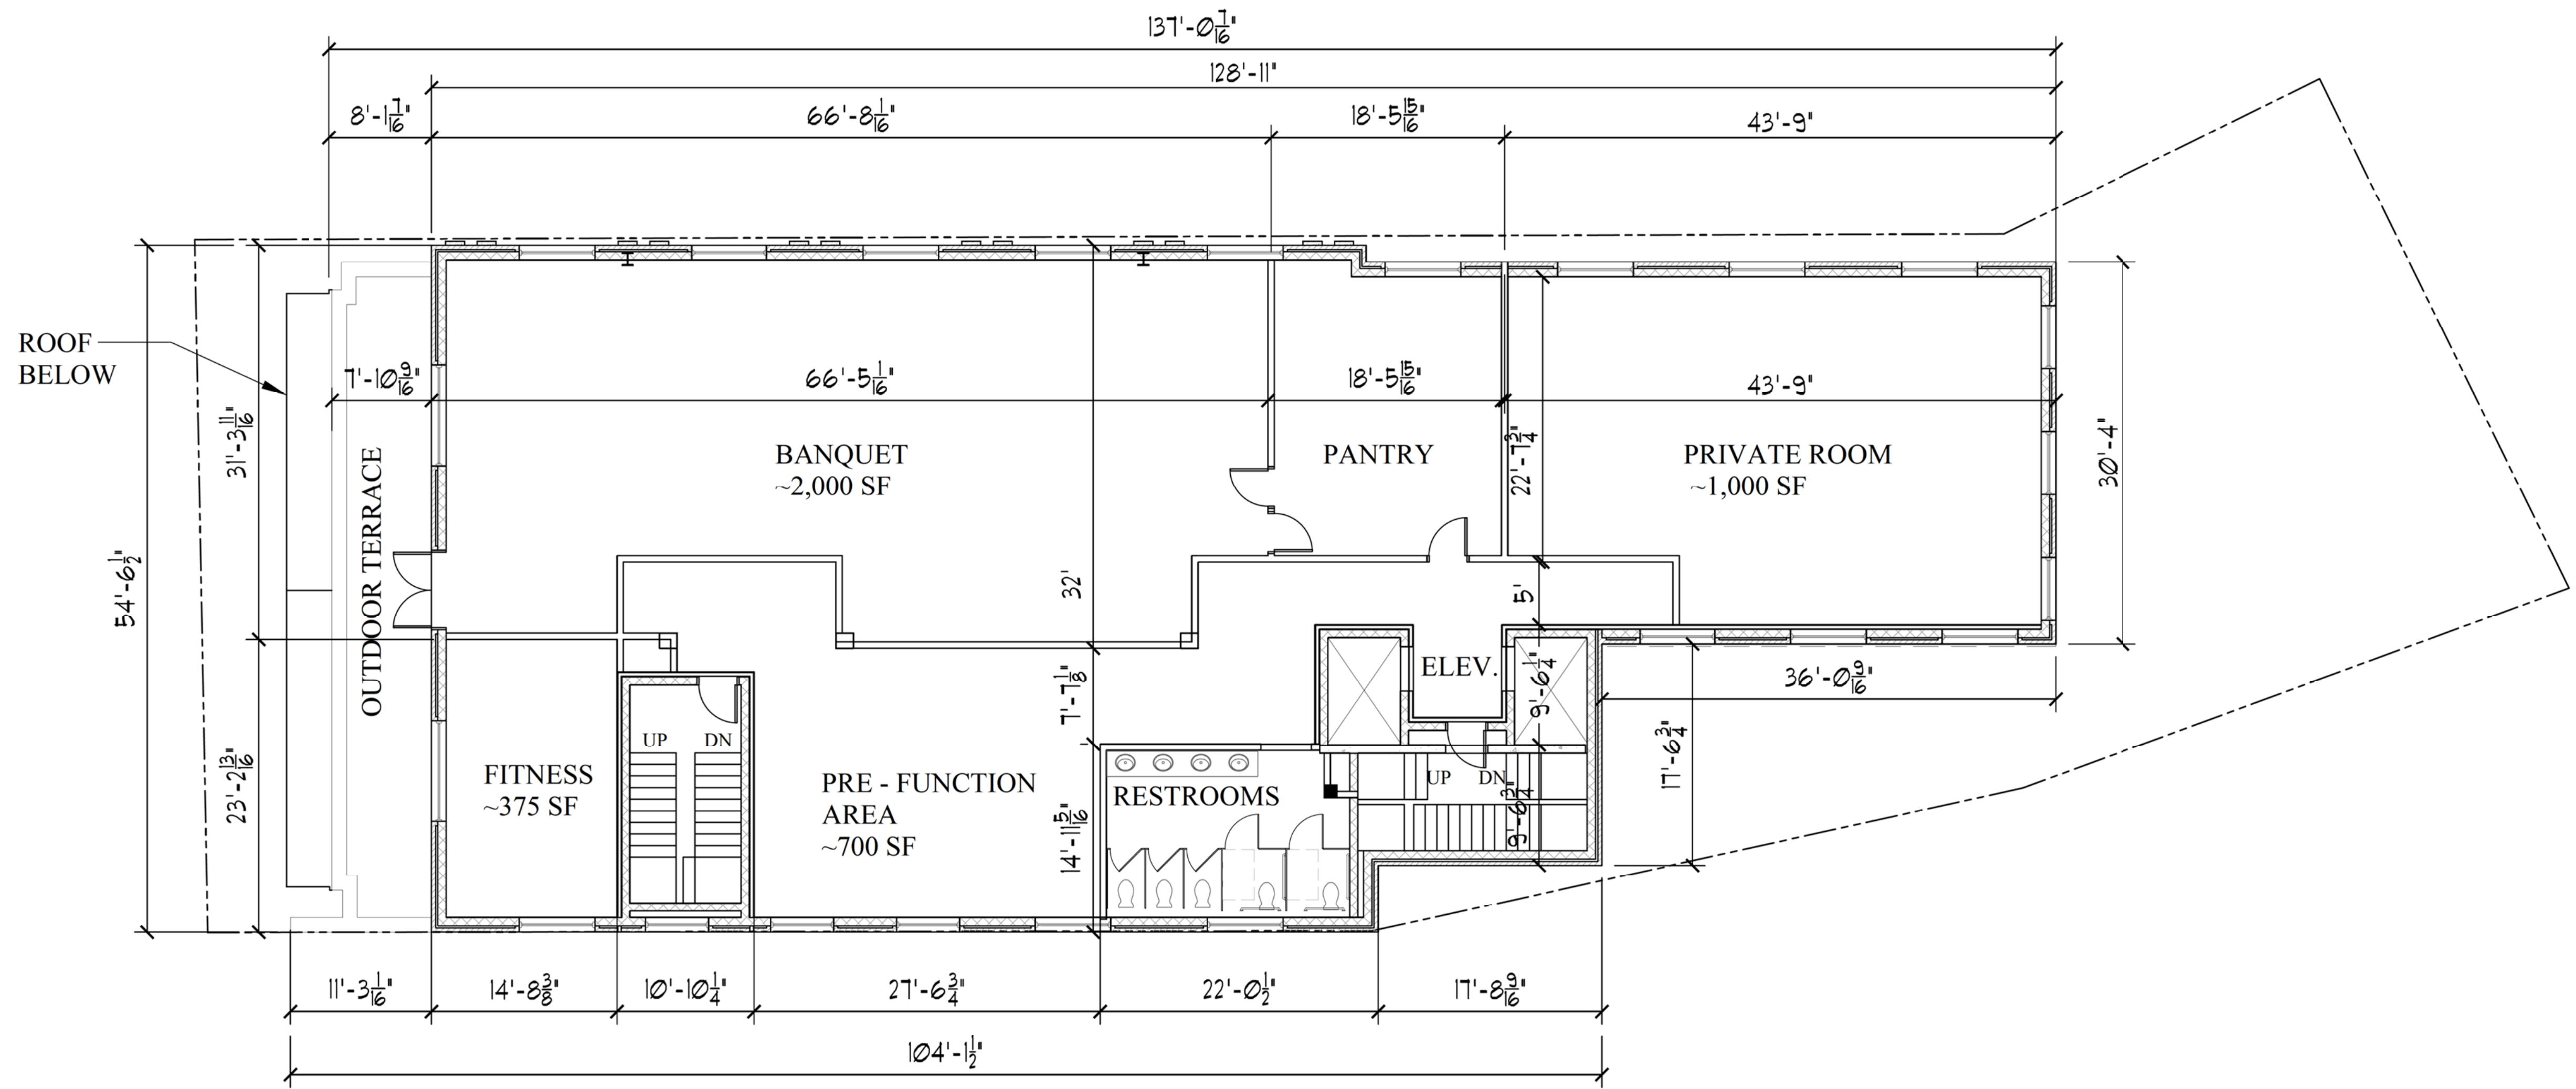 137'-0 7/16"
128'-11"
8'-1 7/16"
66'-8 1/16"
18'-5 15/16"
43'-9"
ROOF
BELOW
7'-10 9/16"
66'-5 1/16"
18'-5 15/16"
43'-9"
31'-3 11/16"
54'-6 1/2"
23'-2 13/16"
OUTDOOR TERRACE
BANQUET
~2,000 SF
PANTRY
22'-7 3/4"
PRIVATE ROOM
~1,000 SF
30'-4"
32'
5'
ELEV.
9'-6 1/4"
36'-0 9/16"
7'-7 1/8"
17'-6 3/4"
UP
DN
FITNESS
~375 SF
PRE - FUNCTION
AREA
~700 SF
14'-11 5/16"
RESTROOMS
UP
DN
9'-6 3/4"
11'-3 1/16"
14'-8 3/8"
10'-10 1/4"
27'-6 3/4"
22'-0 1/2"
17'-8 9/16"
104'-1 1/2"